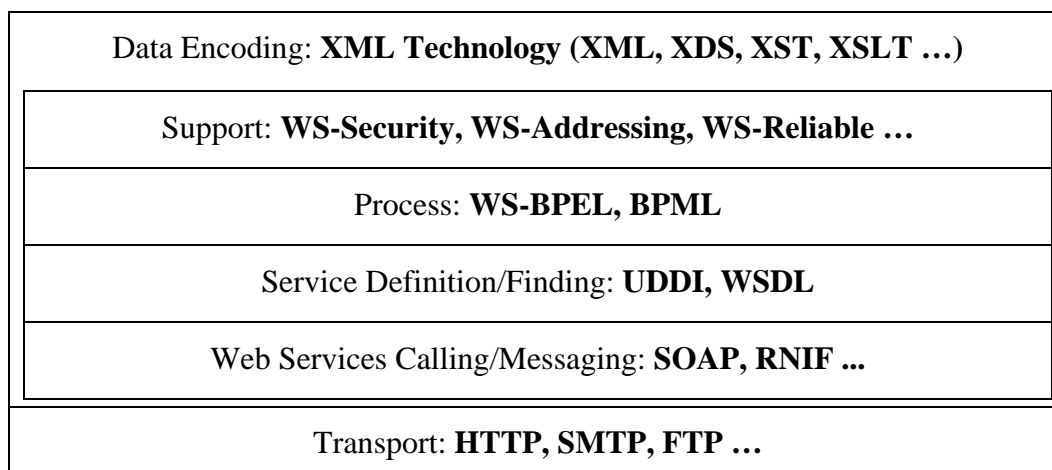 Data Encoding: XML Technology (XML, XDS, XST, XSLT …)
Support: WS-Security, WS-Addressing, WS-Reliable …
Process: WS-BPEL, BPML
Service Definition/Finding: UDDI, WSDL
Web Services Calling/Messaging: SOAP, RNIF ...
Transport: HTTP, SMTP, FTP …